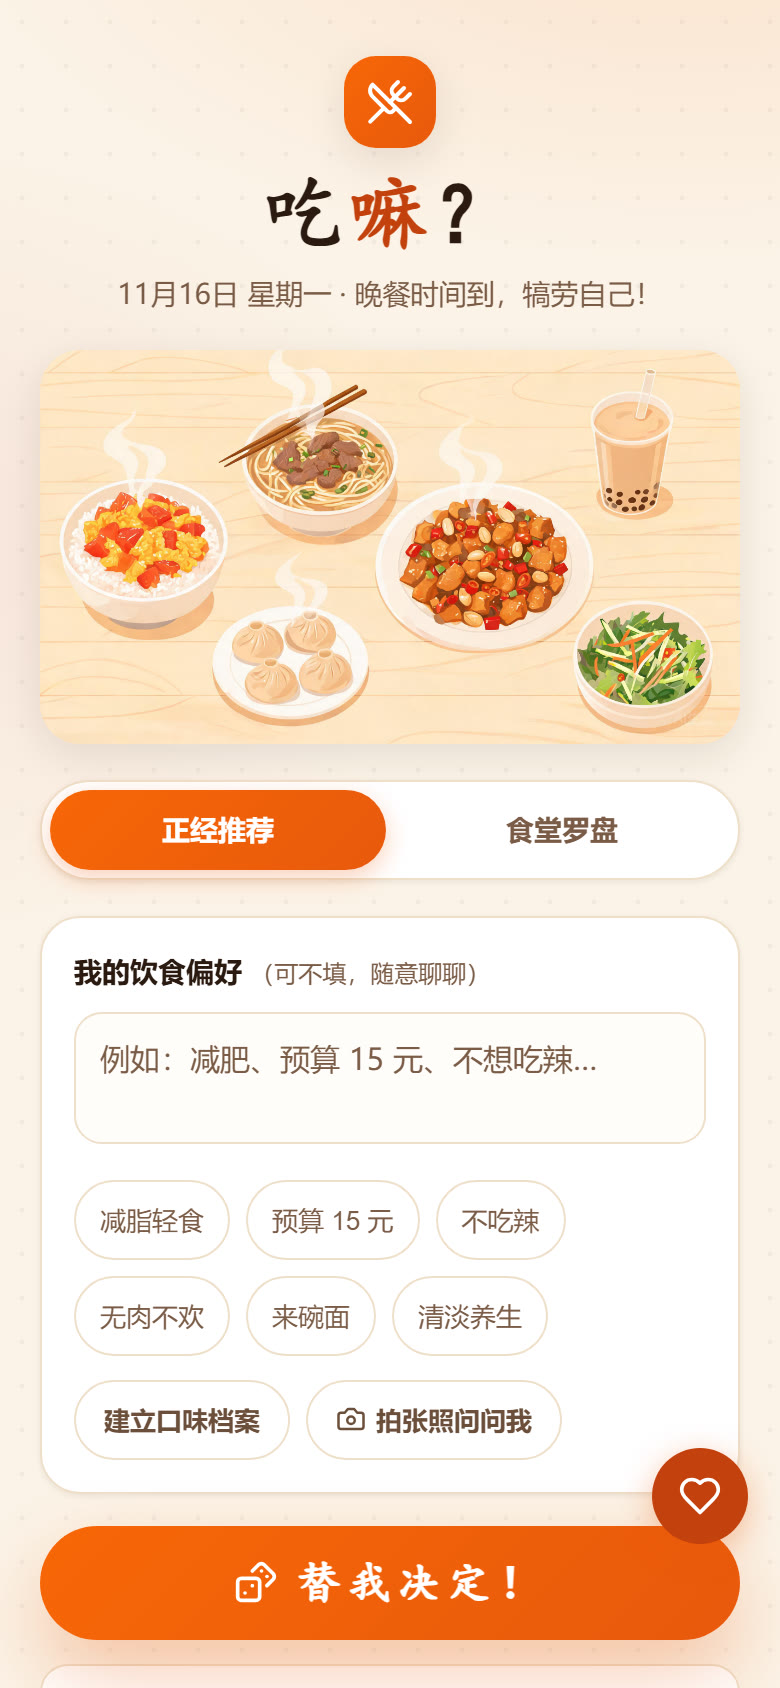 吃嘛?
11月16日 星期一 · 晚餐时间到，犒劳自己！
正经推荐
食堂罗盘
我的饮食偏好 （可不填，随意聊聊）
例如：减肥、预算 15 元、不想吃辣...
减脂轻食
预算 15 元
不吃辣
无肉不欢
来碗面
清淡养生
建立口味档案
拍张照问问我
替我决定！